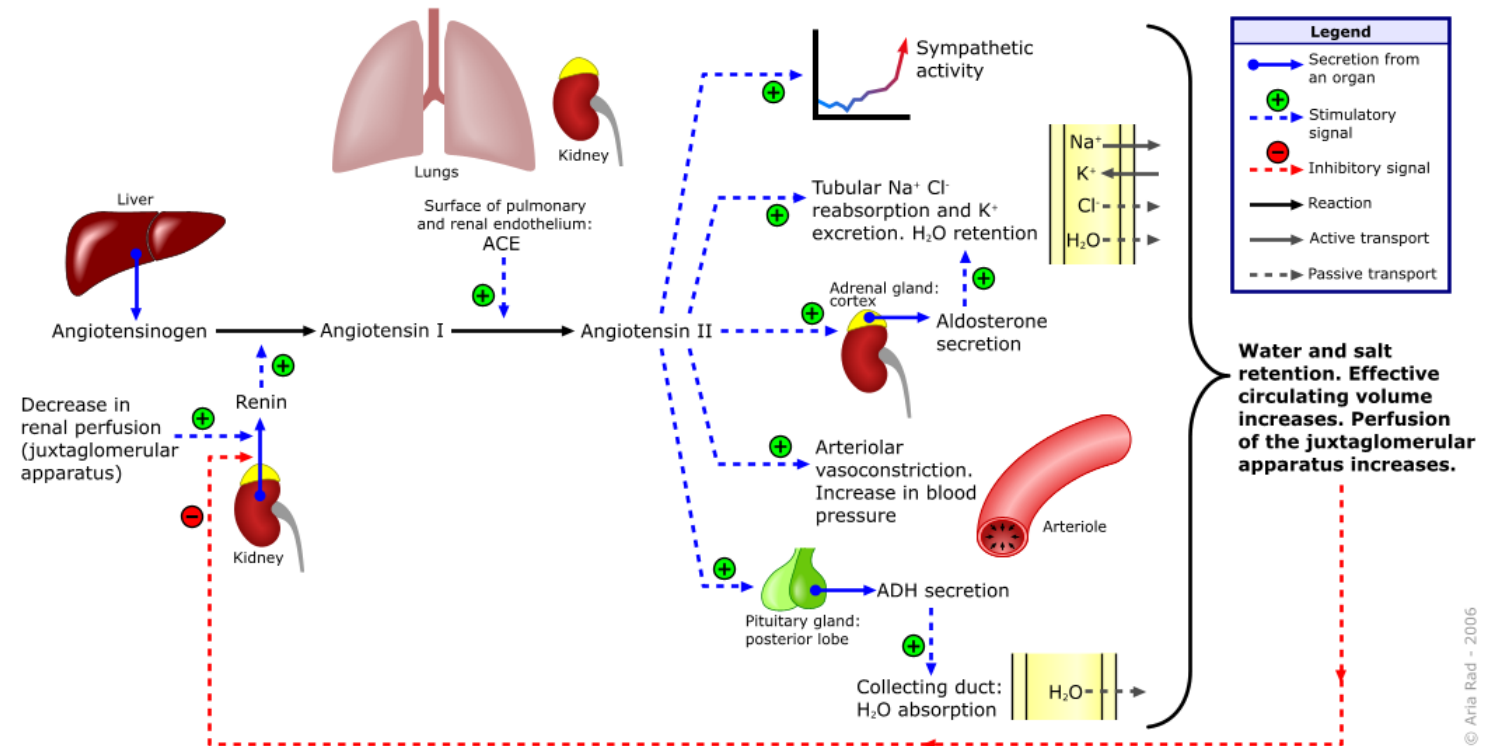 Liver
Angiotensinogen
Decrease in
renal perfusion
(juxtaglomerular
apparatus)
Renin
Kidney
Lungs
Kidney
Surface of pulmonary
and renal endothelium:
ACE
Angiotensin I
Angiotensin II
Sympathetic
activity
Tubular Na⁺ Cl⁻
reabsorption and K⁺
excretion. H₂O retention
Na⁺
K⁺
Cl⁻
H₂O
Adrenal gland:
cortex
Aldosterone
secretion
Arteriolar
vasoconstriction.
Increase in blood
pressure
Arteriole
Pituitary gland:
posterior lobe
ADH secretion
Collecting duct:
H₂O absorption
H₂O
Legend
Secretion from
an organ
Stimulatory
signal
Inhibitory signal
Reaction
Active transport
Passive transport
Water and salt
retention. Effective
circulating volume
increases. Perfusion
of the juxtaglomerular
apparatus increases.
© Aria Rad - 2006